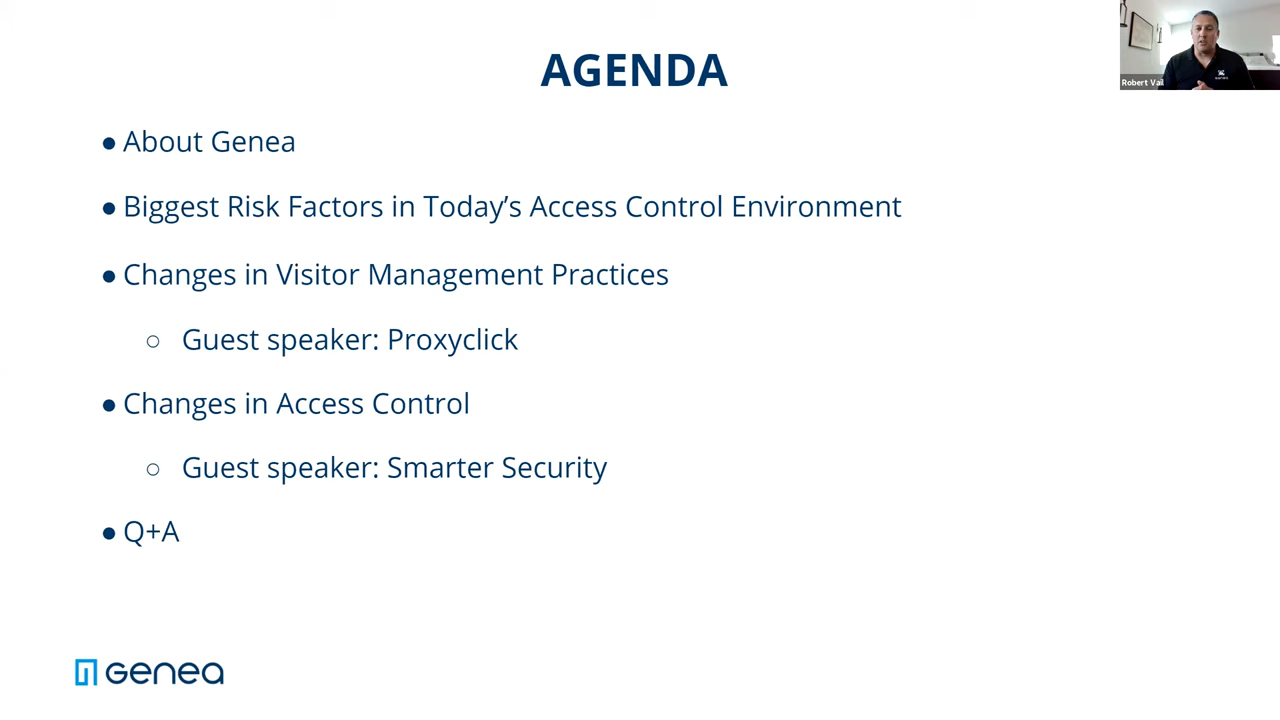 AGENDA
Robert Vail
● About Genea
● Biggest Risk Factors in Today’s Access Control Environment
● Changes in Visitor Management Practices
○ Guest speaker: Proxyclick
● Changes in Access Control
○ Guest speaker: Smarter Security
● Q+A
Genea